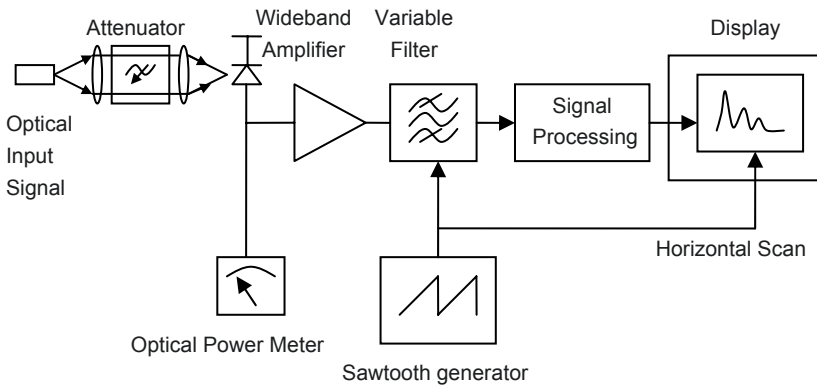 Attenuator
Wideband
Amplifier
Variable
Filter
Display
Optical
Input
Signal
Signal
Processing
Horizontal Scan
Optical Power Meter
Sawtooth generator